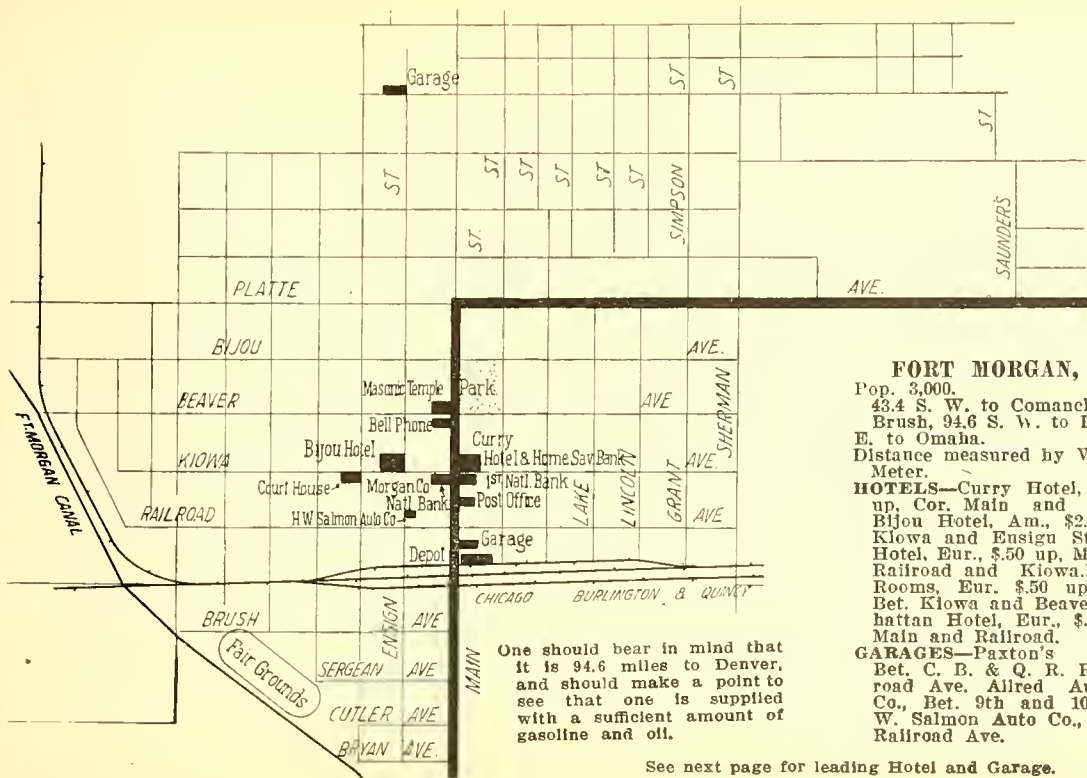 Garage
ST
ST
ST
ST
ST
ST
ST
ST
ST
ST
ST.
SIMPSON
SAUNDERS
PLATTE
AVE.
BIJOU
AVE.
BEAVER
AVE
KIOWA
AVE.
RAILROAD
AVE
SHERMAN
Masonic Temple
Park
Bell Phone
Bijou Hotel
Curry
Hotel & Home Sav. Bank
Court House
Morgan Co
Natl. Bank
1ST Natl. Bank
Post Office
H W Salmon Auto Co
LAKE
LINCOLN
GRANT
Garage
Depot
FT. MORGAN CANAL
CHICAGO BURLINGTON & QUINCY
BRUSH AVE
ENSIGN
MAIN
Fair Grounds
SERGEAN AVE
CUTLER AVE
BRYAN AVE.
One should bear in mind that
it is 94.6 miles to Denver,
and should make a point to
see that one is supplied
with a sufficient amount of
gasoline and oil.
FORT MORGAN,
Pop. 3,000.
43.4 S. W. to
Brush, 94.6 S. W. to
E. to Omaha.
Distance measured by
Meter.
HOTELS—Curry Hotel,
up, Cor. Main and
Bijou Hotel, Am., $2.
Kiowa and Ensign
Hotel, Eur., $.50 up,
Railroad and Kiowa.
Rooms, Eur. $.50 up
Bet. Kiowa and
hattan Hotel, Eur., $.
Main and Railroad.
GARAGES—Paxton's
Bet. C. B. & Q. R.
road Ave. Allred
Co., Bet. 9th and 10
W. Salmon Auto Co.,
Railroad Ave.
See next page for leading Hotel and Garage.